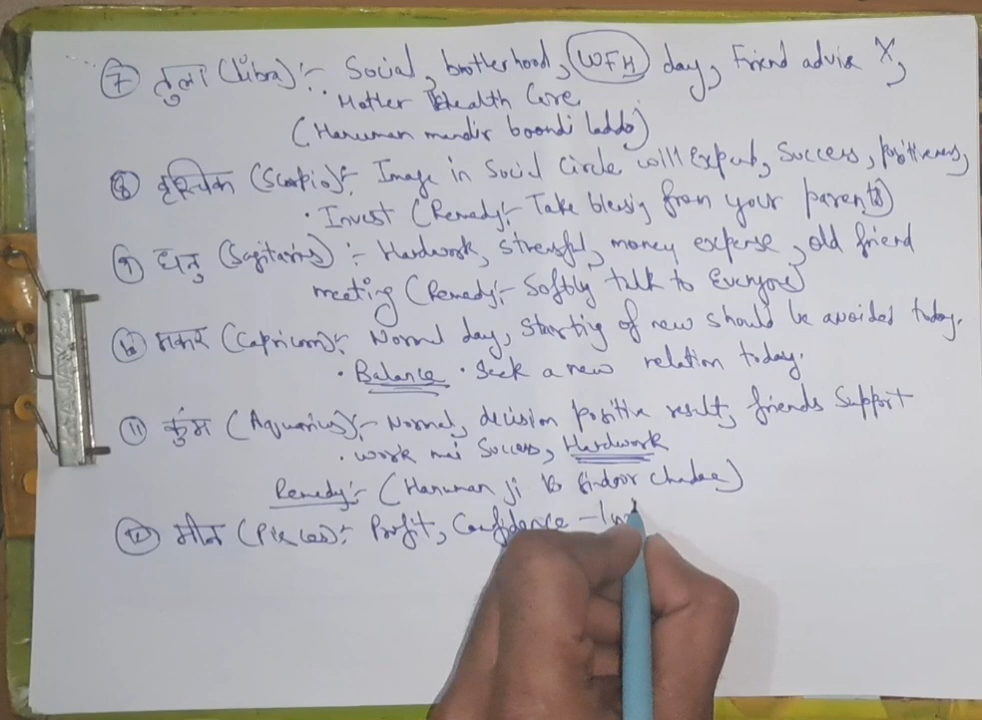 7 तुला (Libra):- Social, brotherhood, WFH day, Friend advice X,
Mother Health Care
(Hanuman mandir boondi laddo)
8 वृश्चिक (Scorpio):- Image in Social Circle will Expand, Success, positiveness,
• Invest (Remedy:- Take blessing from your parents)
9 धनु (Sagitarius) :- Hardwork, stressful, money expense, old friend
meeting (Remedy:- Softly talk to Everyone)
10 मकर (Capricorn):- Normal day, starting of new should be avoided today.
• Balance • Seek a new relation today.
11 कुंभ (Aquarius):- Normal, decision positive result, friends Support
• work mei Success, Hardwork
Remedy:- (Hanuman ji ko Sindoor chadae)
12 मीन (Pisces):- Profit, Confidence -
BAJAJ